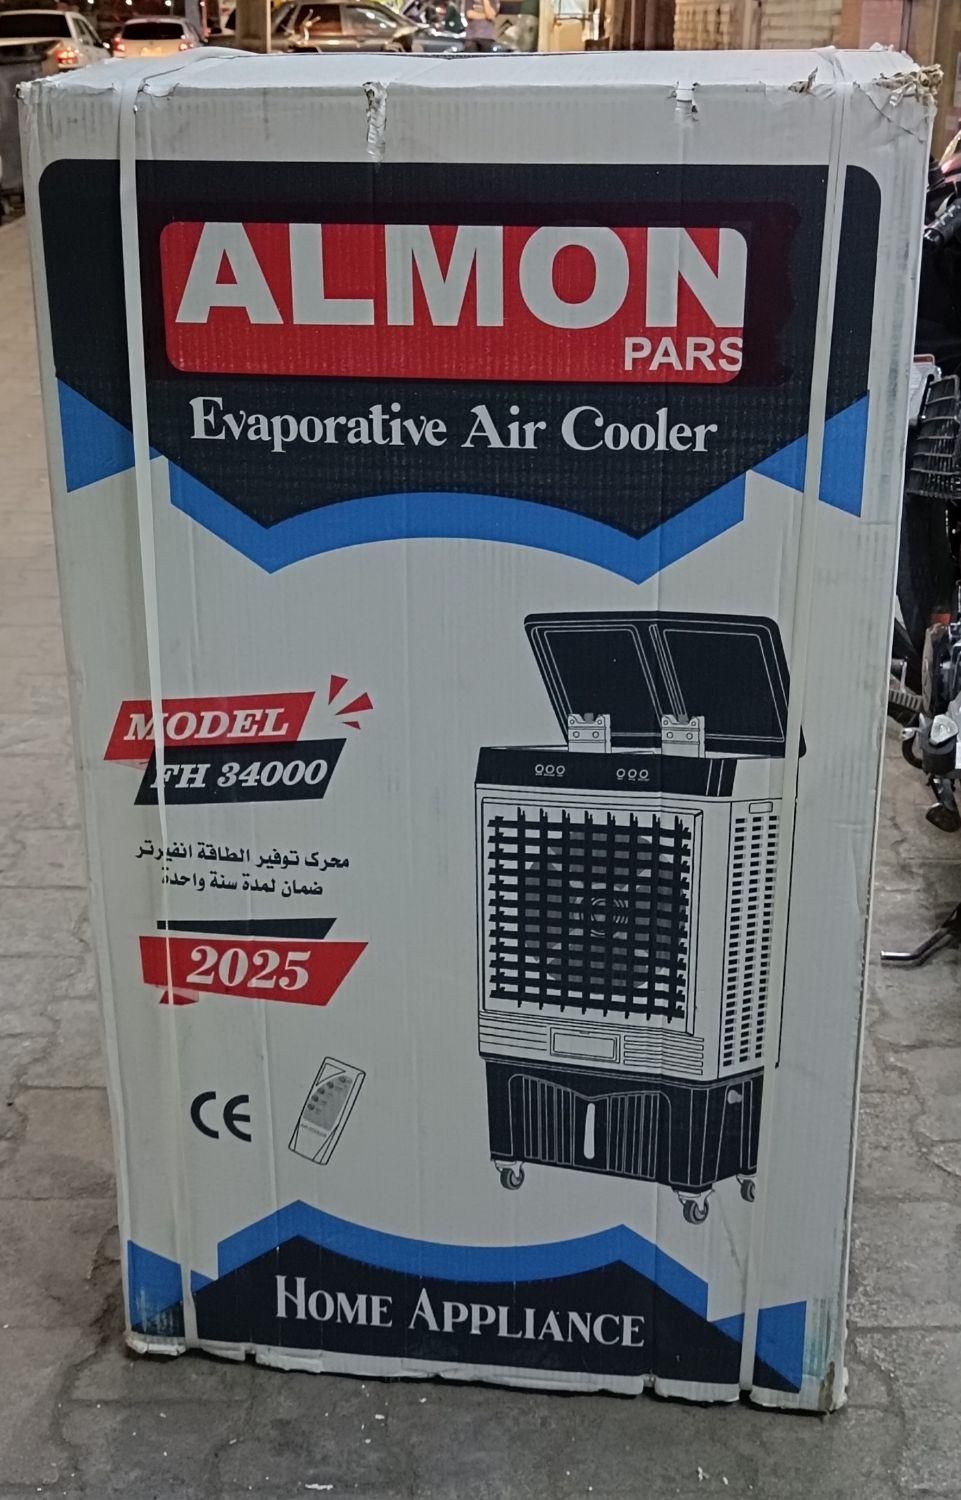 ALMON
PARS
Evaporative Air Cooler
MODEL
FH 34000
محرك توفير الطاقة انفيرتر
ضمان لمدة سنة واحدة
2025
CE
HOME APPLIANCE